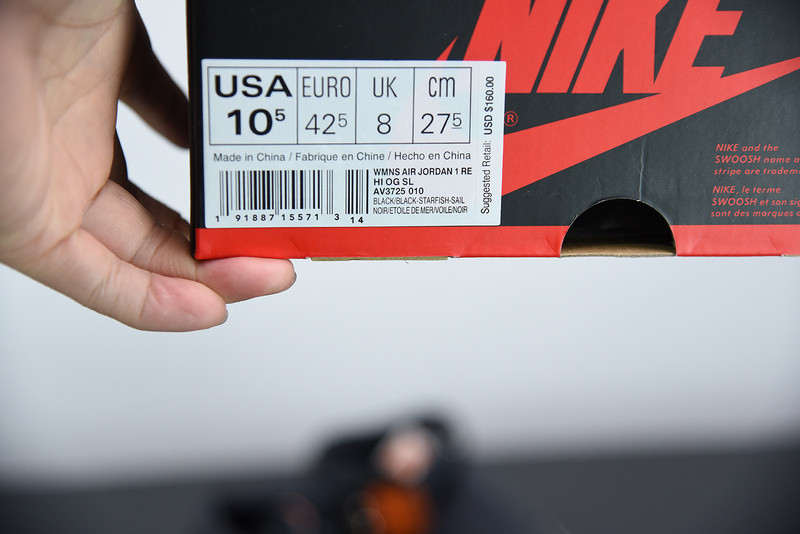 NIKE
®
USA EURO UK cm
10⁵ 42⁵ 8 27⁵
Made in China / Fabrique en Chine / Hecho en China
WMNS AIR JORDAN 1 RE
HI OG SL
AV3725 010
BLACK/BLACK-STARFISH-SAIL
NOIR/ETOILE DE MER/VOILE/NOIR
1 91887 15571 3 14
Suggested Retail: USD $160.00
NIKE and the
SWOOSH name a
stripe are tradem
NIKE, le terme
SWOOSH et son sig
sont des marques d